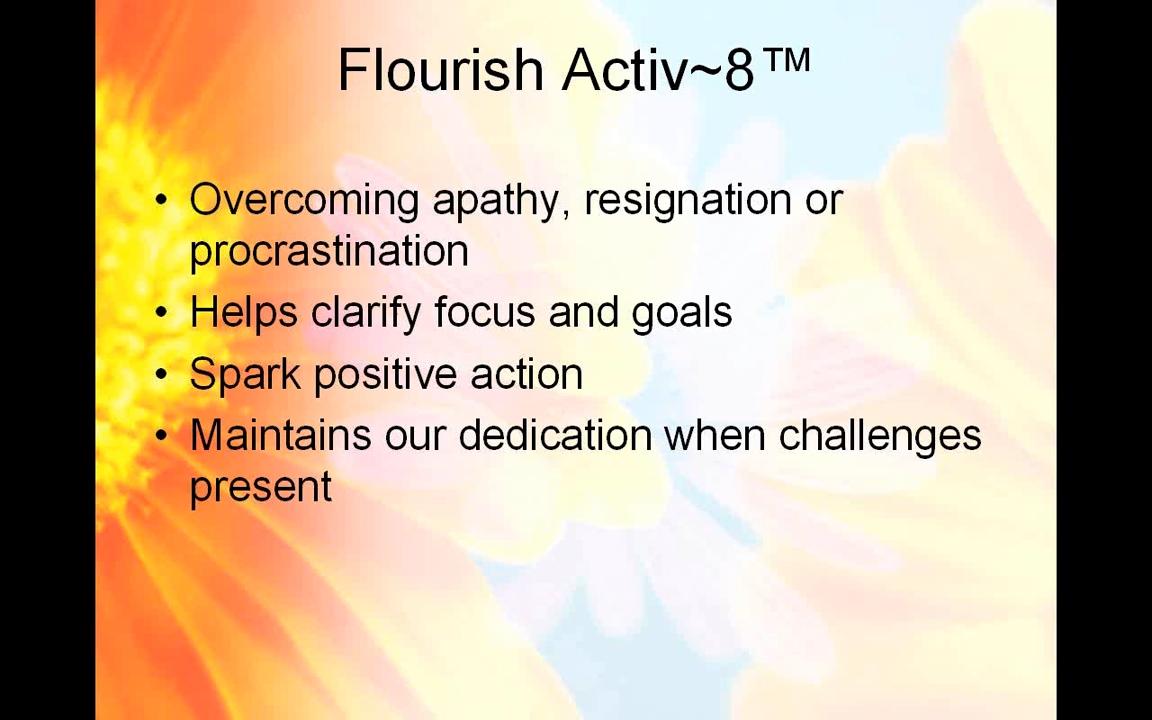 Flourish Activ~8™
• Overcoming apathy, resignation or
procrastination
• Helps clarify focus and goals
• Spark positive action
• Maintains our dedication when challenges
present